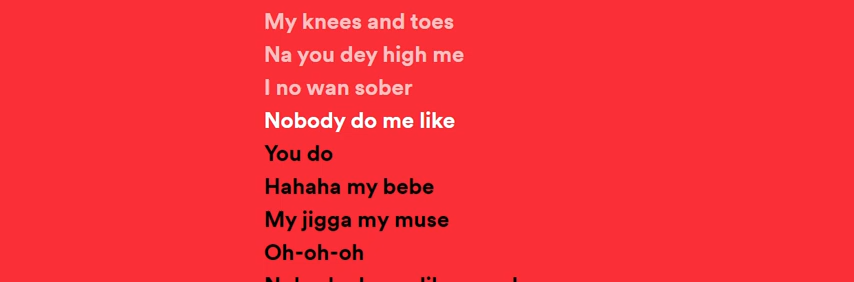 My knees and toes
Na you dey high me
I no wan sober
Nobody do me like
You do
Hahaha my bebe
My jigga my muse
Oh-oh-oh